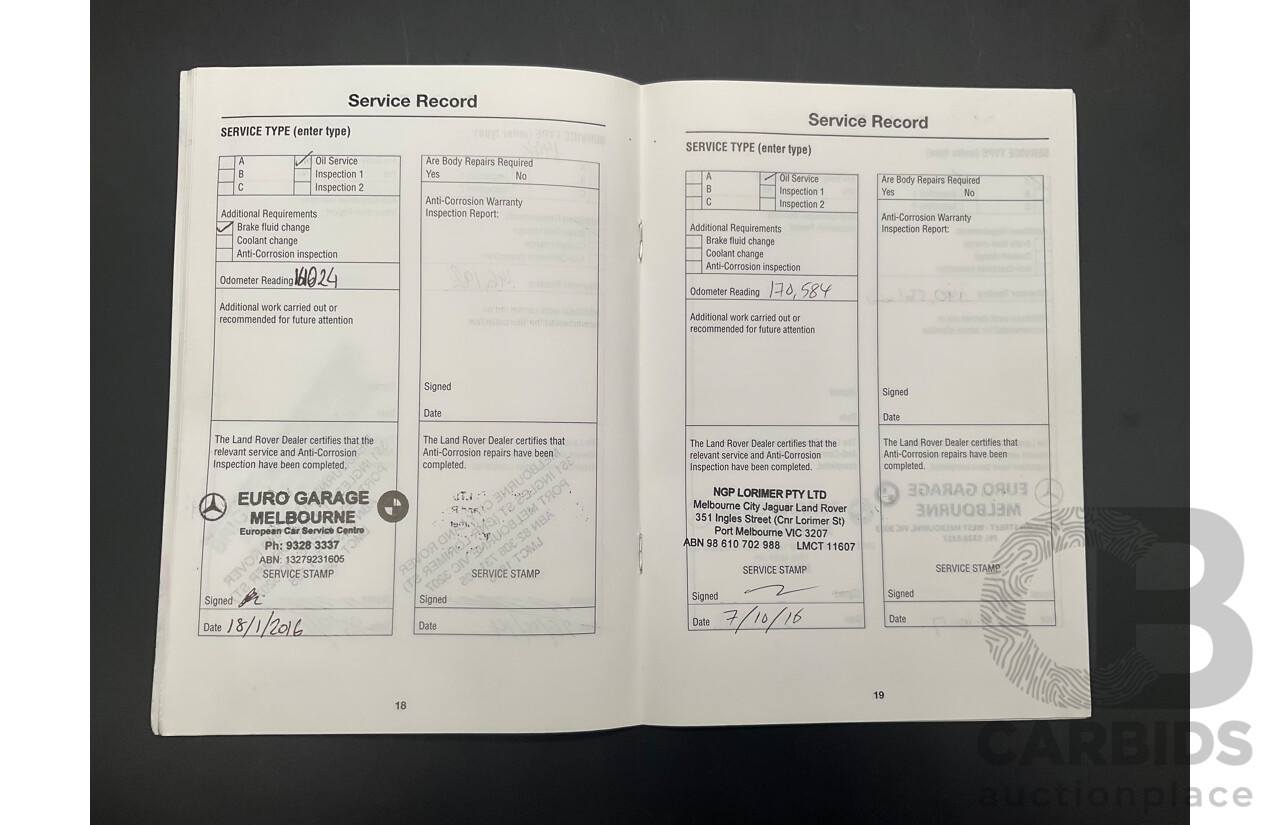 Service Record
SERVICE TYPE (enter type)
A
B
C
Oil Service
Inspection 1
Inspection 2
Additional Requirements
Brake fluid change
Coolant change
Anti-Corrosion inspection
Odometer Reading
Additional work carried out or
recommended for future attention
The Land Rover Dealer certifies that the
relevant service and Anti-Corrosion
Inspection have been completed.
EURO GARAGE
MELBOURNE
European Car Service Centre
Ph: 9328 3337
ABN: 13279231605
SERVICE STAMP
Signed
Date 18/1/2016
Are Body Repairs Required
Yes No
Anti-Corrosion Warranty
Inspection Report:
Signed
Date
The Land Rover Dealer certifies that
Anti-Corrosion repairs have been
completed.
SERVICE STAMP
Signed
Date
18
Service Record
SERVICE TYPE (enter type)
A
B
C
Oil Service
Inspection 1
Inspection 2
Additional Requirements
Brake fluid change
Coolant change
Anti-Corrosion inspection
Odometer Reading 170,584
Additional work carried out or
recommended for future attention
The Land Rover Dealer certifies that the
relevant service and Anti-Corrosion
Inspection have been completed.
NGP LORIMER PTY LTD
Melbourne City Jaguar Land Rover
351 Ingles Street (Cnr Lorimer St)
Port Melbourne VIC 3207
ABN 98 610 702 988 LMCT 11607
SERVICE STAMP
Signed
Date 7/10/16
Are Body Repairs Required
Yes No
Anti-Corrosion Warranty
Inspection Report:
Signed
Date
The Land Rover Dealer certifies that
Anti-Corrosion repairs have been
completed.
SERVICE STAMP
Signed
Date
19
CB
CARBIDS
auctionplace